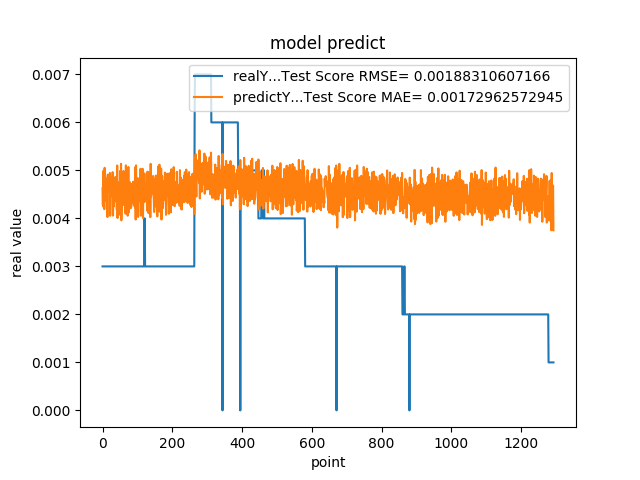 model predict
realY...Test Score RMSE= 0.00188310607166
predictY...Test Score MAE= 0.00172962572945
0.007
0.006
0.005
0.004
0.003
0.002
0.001
0.000
real value
0 200 400 600 800 1000 1200
point